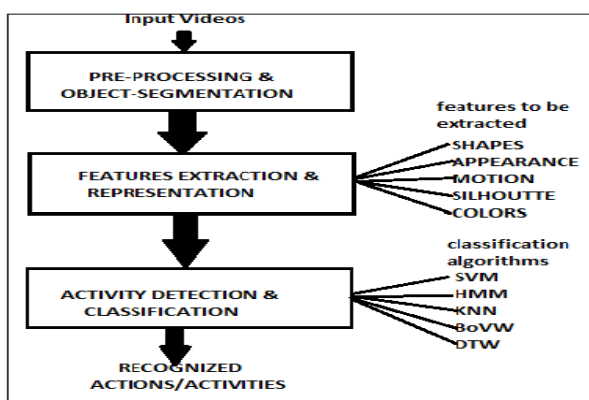 Input Videos
PRE-PROCESSING &
OBJECT-SEGMENTATION
features to be
extracted
FEATURES EXTRACTION &
REPRESENTATION
SHAPES
APPEARANCE
MOTION
SILHOUTTE
COLORS
classification
algorithms
ACTIVITY DETECTION &
CLASSIFICATION
SVM
HMM
KNN
BoVW
DTW
RECOGNIZED
ACTIONS/ACTIVITIES